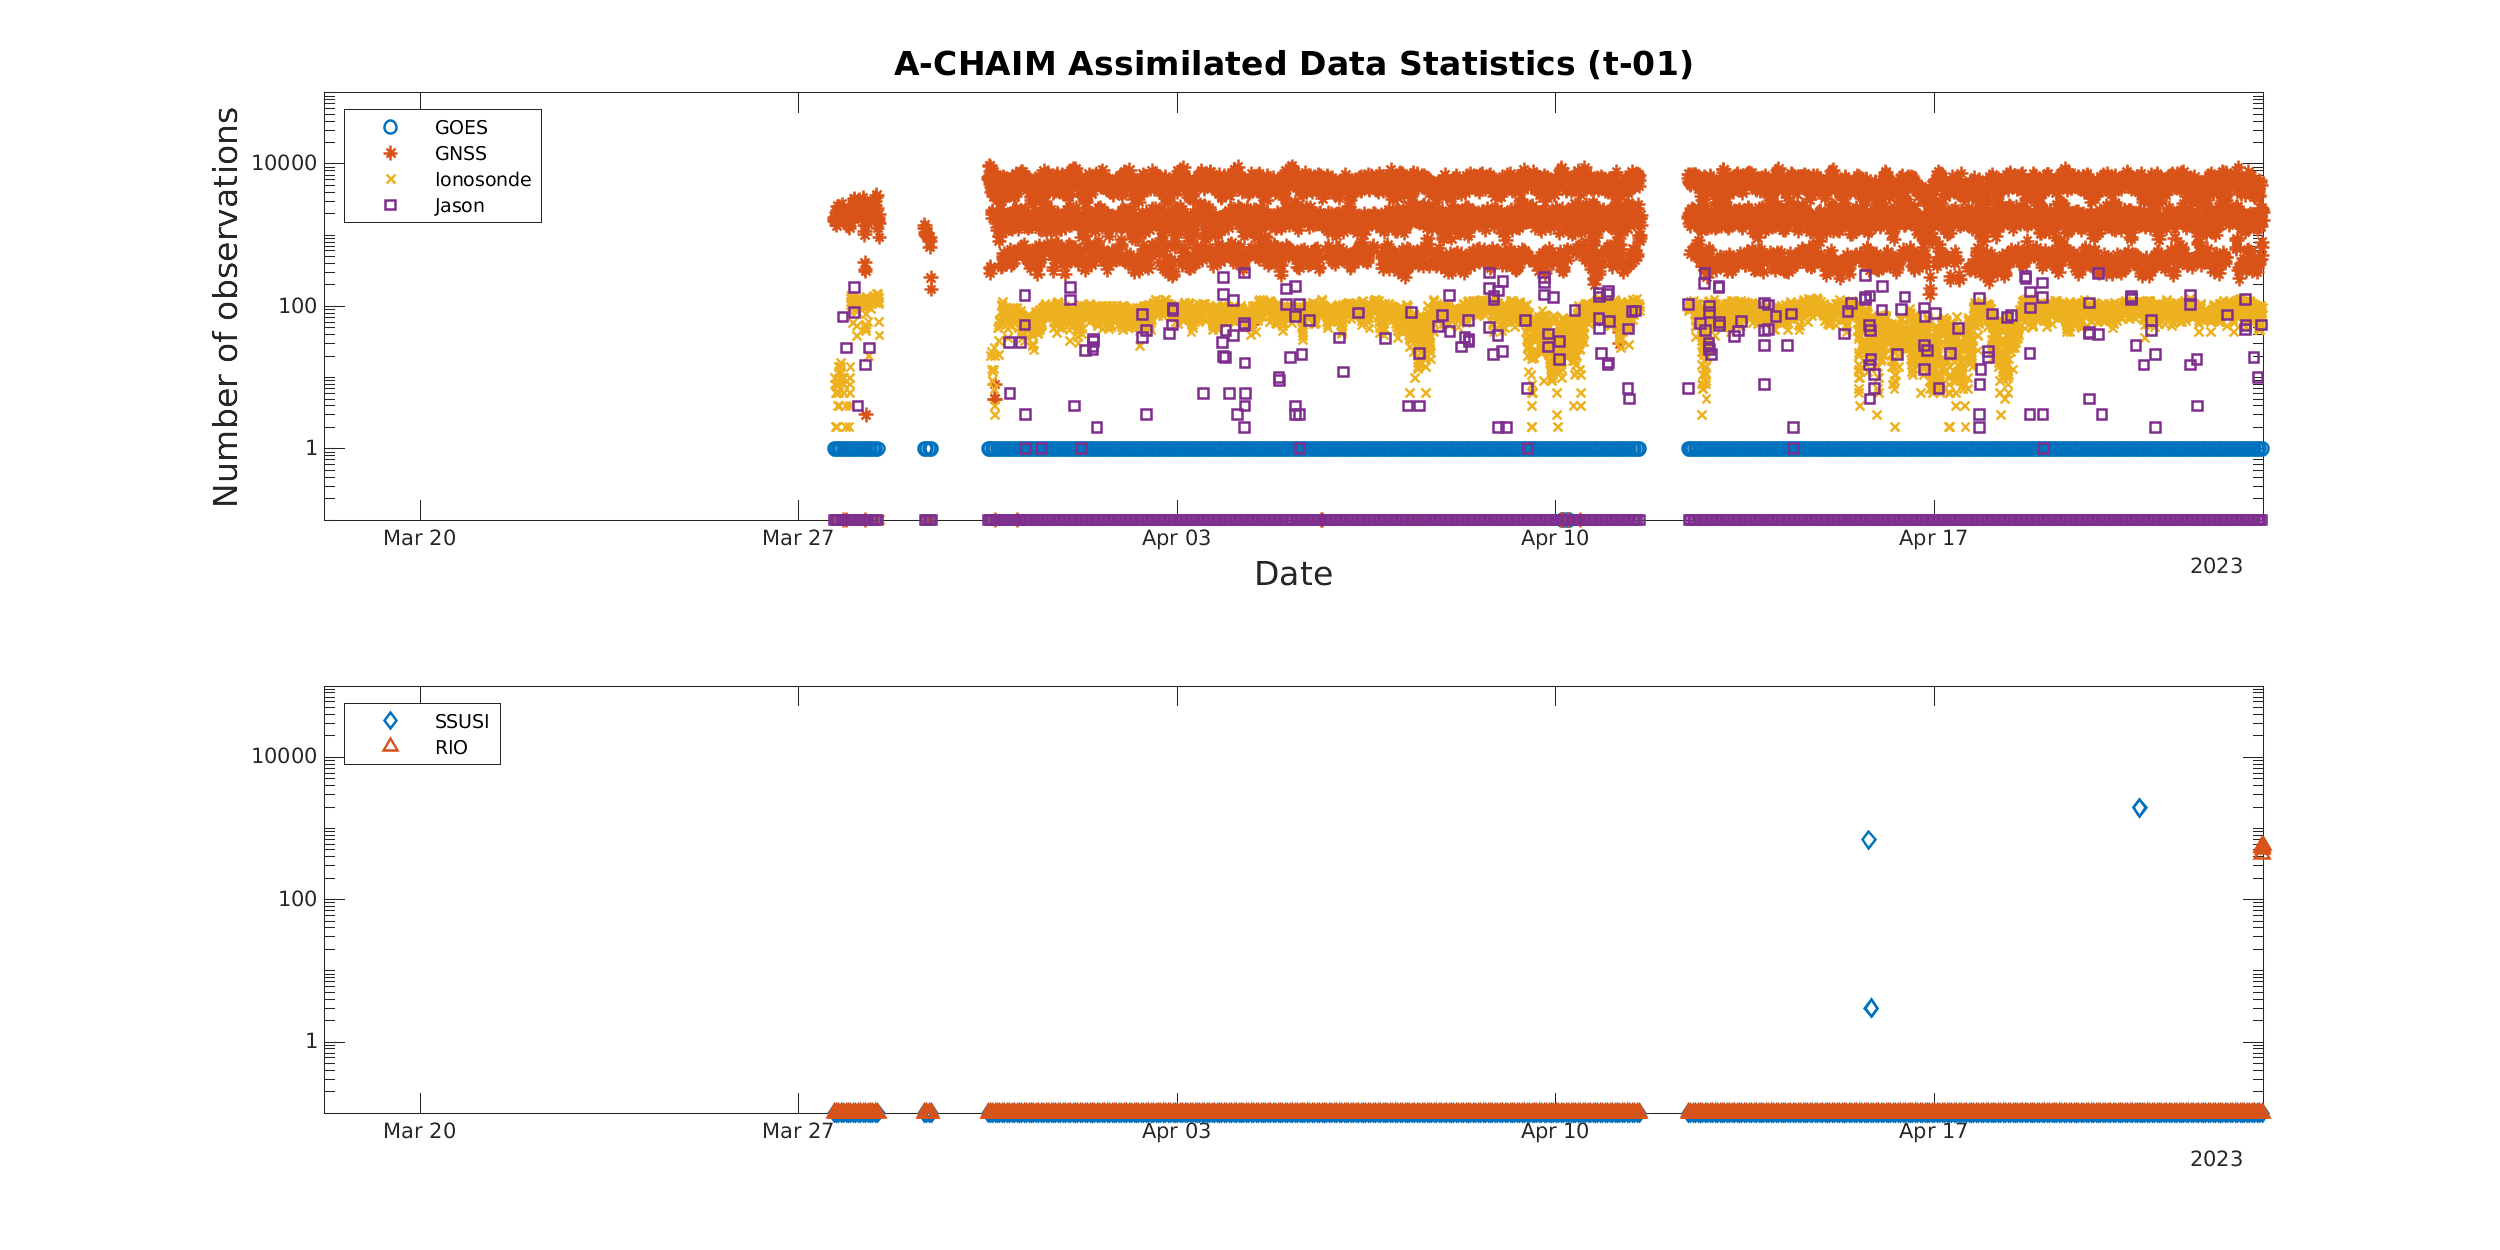 A-CHAIM Assimilated Data Statistics (t-01)
Number of observations
10000
100
1
GOES
GNSS
Ionosonde
Jason
Mar 20
Mar 27
Apr 03
Apr 10
Apr 17
2023
Date
10000
100
1
SSUSI
RIO
Mar 20
Mar 27
Apr 03
Apr 10
Apr 17
2023